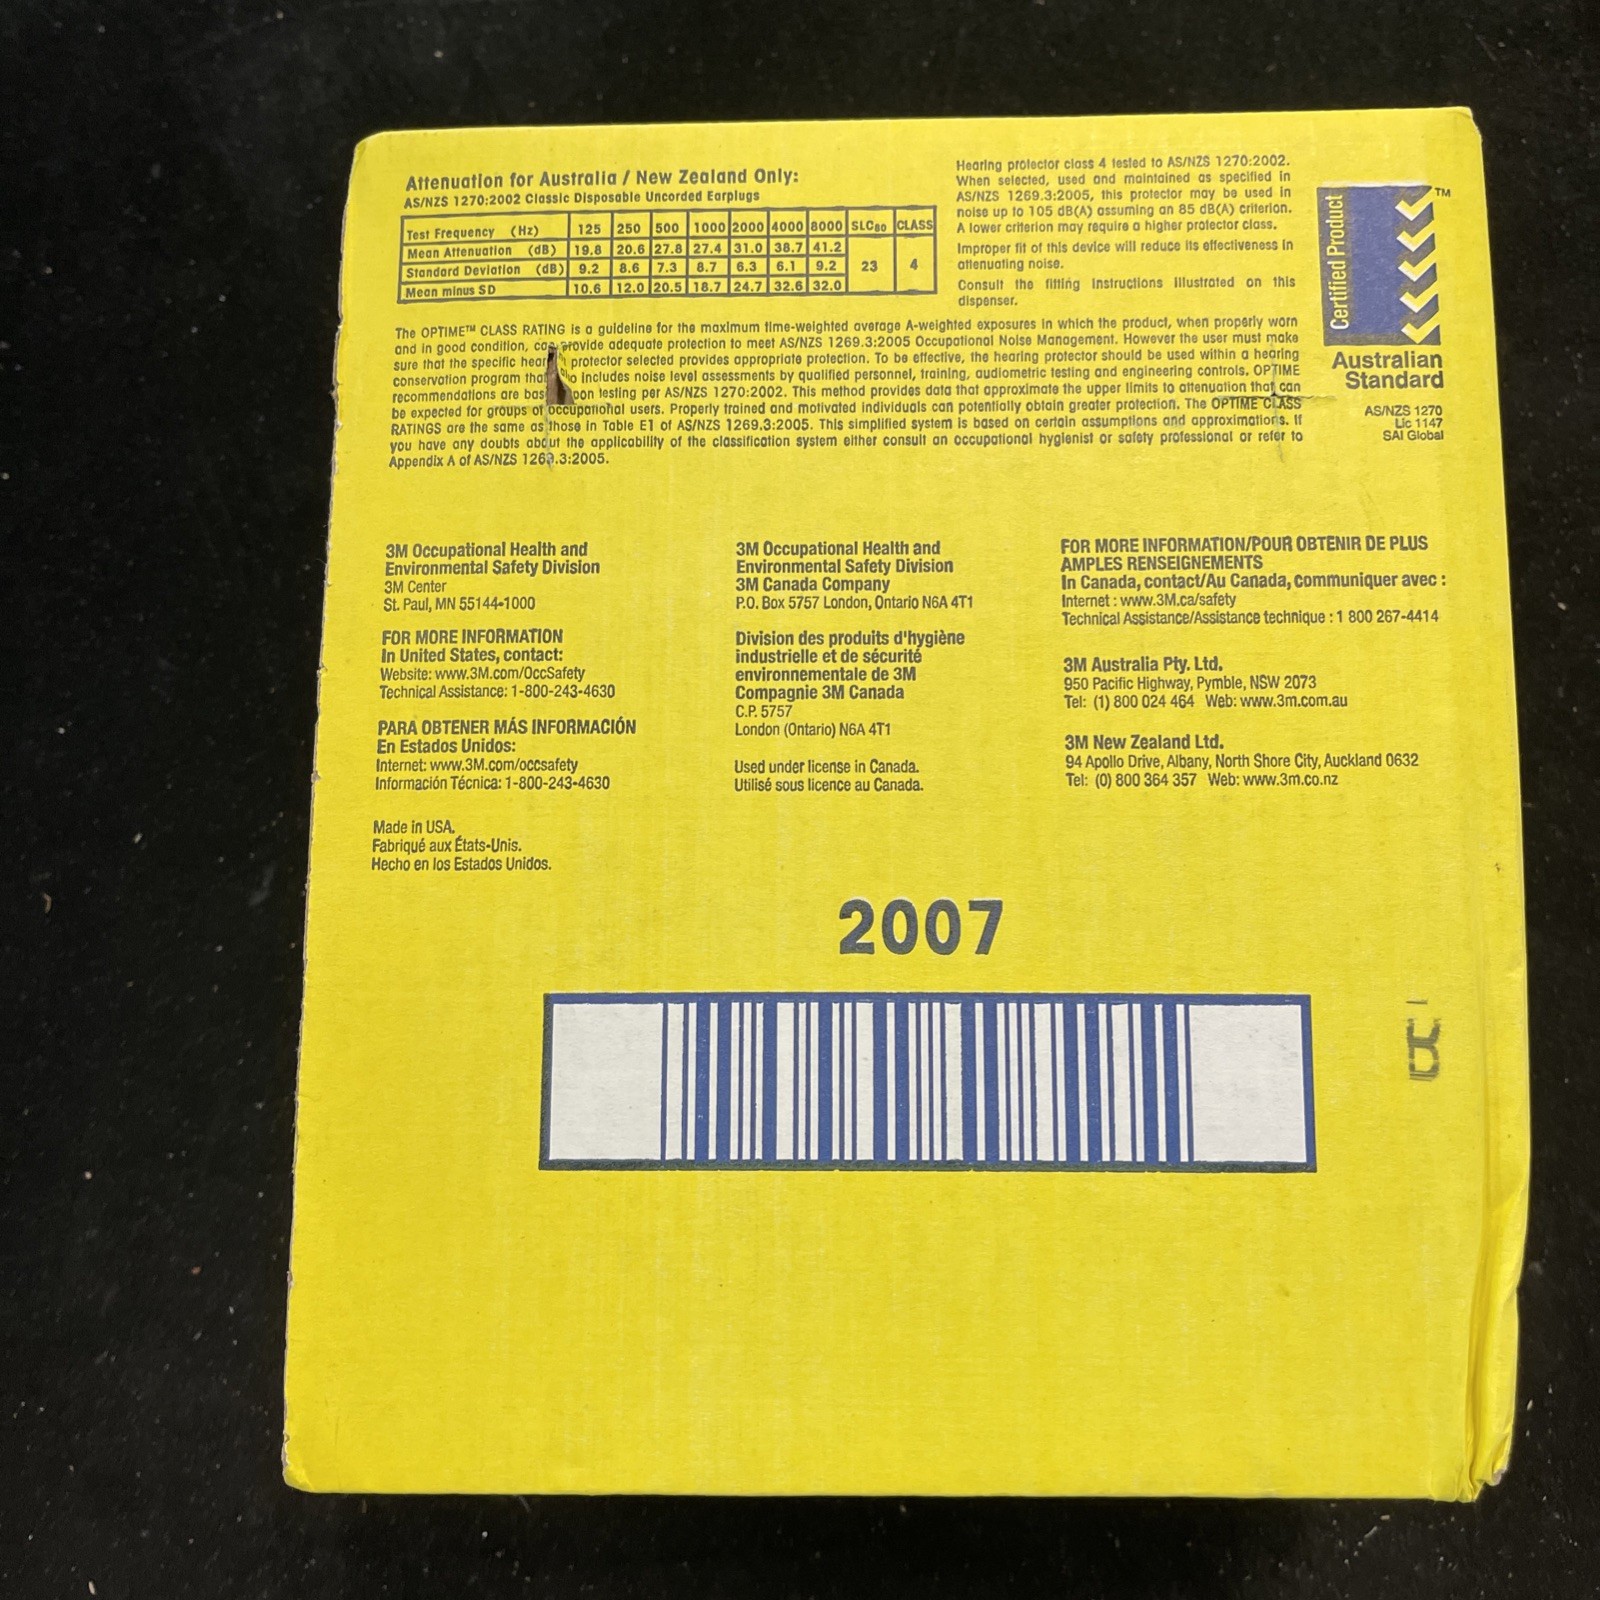 Attenuation for Australia / New Zealand Only:
AS/NZS 1270:2002 Classic Disposable Uncorded Earplugs
Test Frequency (Hz) 125 250 500 1000 2000 4000 8000 SLC80 CLASS
Mean Attenuation (dB) 19.8 20.6 27.8 27.4 31.0 38.7 41.2
Standard Deviation (dB) 9.2 8.6 7.3 8.7 6.3 6.1 9.2 23 4
Mean minus SD 10.6 12.0 20.5 18.7 24.7 32.6 32.0
Hearing protector class 4 tested to AS/NZS 1270:2002.
When selected, used and maintained as specified in
AS/NZS 1269.3:2005, this protector may be used in
noise up to 105 dB(A) assuming an 85 dB(A) criterion.
A lower criterion may require a higher protector class.
Improper fit of this device will reduce its effectiveness in
attenuating noise.
Consult the fitting instructions illustrated on this
dispenser.
Certified Product
TM
Australian
Standard
AS/NZS 1270
Lic 1147
SAI Global
The OPTIME™ CLASS RATING is a guideline for the maximum time-weighted average A-weighted exposures in which the product, when properly worn
and in good condition, can provide adequate protection to meet AS/NZS 1269.3:2005 Occupational Noise Management. However the user must make
sure that the specific hear protector selected provides appropriate protection. To be effective, the hearing protector should be used within a hearing
conservation program that also includes noise level assessments by qualified personnel, training, audiometric testing and engineering controls. OPTIME
recommendations are bas pon testing per AS/NZS 1270:2002. This method provides data that approximate the upper limits to attenuation that can
be expected for groups of occupational users. Properly trained and motivated individuals can potentially obtain greater protection. The OPTIME CLASS
RATINGS are the same as those in Table E1 of AS/NZS 1269.3:2005. This simplified system is based on certain assumptions and approximations. If
you have any doubts about the applicability of the classification system either consult an occupational hygienist or safety professional or refer to
Appendix A of AS/NZS 1269.3:2005.
3M Occupational Health and
Environmental Safety Division
3M Center
St. Paul, MN 55144-1000
FOR MORE INFORMATION
In United States, contact:
Website: www.3M.com/OccSafety
Technical Assistance: 1-800-243-4630
PARA OBTENER MÁS INFORMACIÓN
En Estados Unidos:
Internet: www.3M.com/occsafety
Información Técnica: 1-800-243-4630
Made in USA.
Fabriqué aux États-Unis.
Hecho en los Estados Unidos.
3M Occupational Health and
Environmental Safety Division
3M Canada Company
P.O. Box 5757 London, Ontario N6A 4T1
Division des produits d'hygiène
industrielle et de sécurité
environnementale de 3M
Compagnie 3M Canada
C.P. 5757
London (Ontario) N6A 4T1
Used under license in Canada.
Utilisé sous licence au Canada.
FOR MORE INFORMATION/POUR OBTENIR DE PLUS
AMPLES RENSEIGNEMENTS
In Canada, contact/Au Canada, communiquer avec :
Internet : www.3M.ca/safety
Technical Assistance/Assistance technique : 1 800 267-4414
3M Australia Pty. Ltd.
950 Pacific Highway, Pymble, NSW 2073
Tel: (1) 800 024 464 Web: www.3m.com.au
3M New Zealand Ltd.
94 Apollo Drive, Albany, North Shore City, Auckland 0632
Tel: (0) 800 364 357 Web: www.3m.co.nz
2007